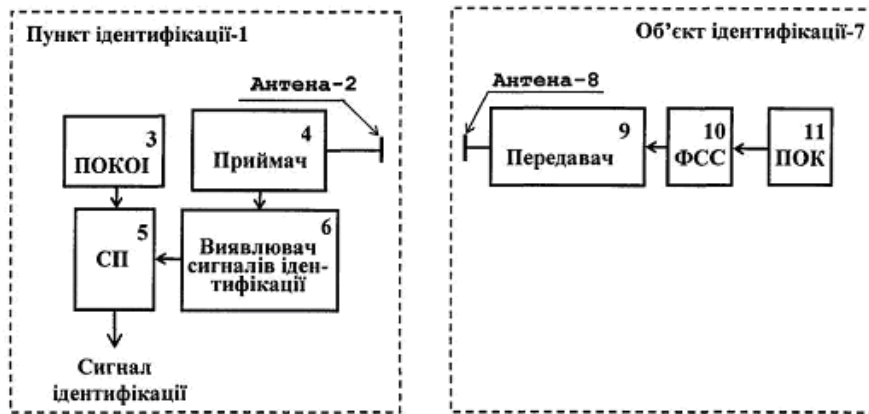 Пункт ідентифікації-1
Антена-2
3
ПОКОІ
4
Приймач
5
СП
6
Виявлювач
сигналів іден-
тифікації
Сигнал
ідентифікації
Об’єкт ідентифікації-7
Антена-8
9
Передавач
10
ФСС
11
ПОК